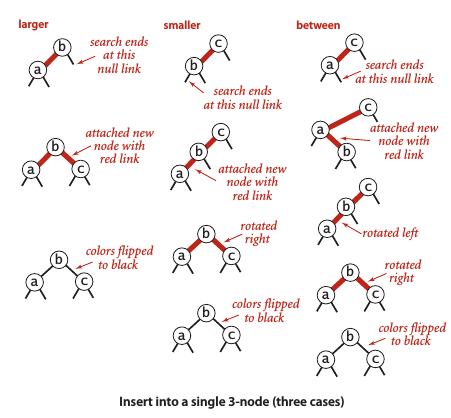 larger
b
a
search ends
at this
null link
b
a
c
attached new
node with
red link
b
a
c
colors flipped
to black
smaller
c
b
search ends
at this null link
c
b
a
attached new
node with
red link
b
a
c
rotated
right
b
a
c
colors flipped
to black
between
c
a
search ends
at this null link
c
a
b
attached new
node with
red link
c
b
a
rotated left
b
a
c
rotated
right
b
a
c
colors flipped
to black
Insert into a single 3-node (three cases)